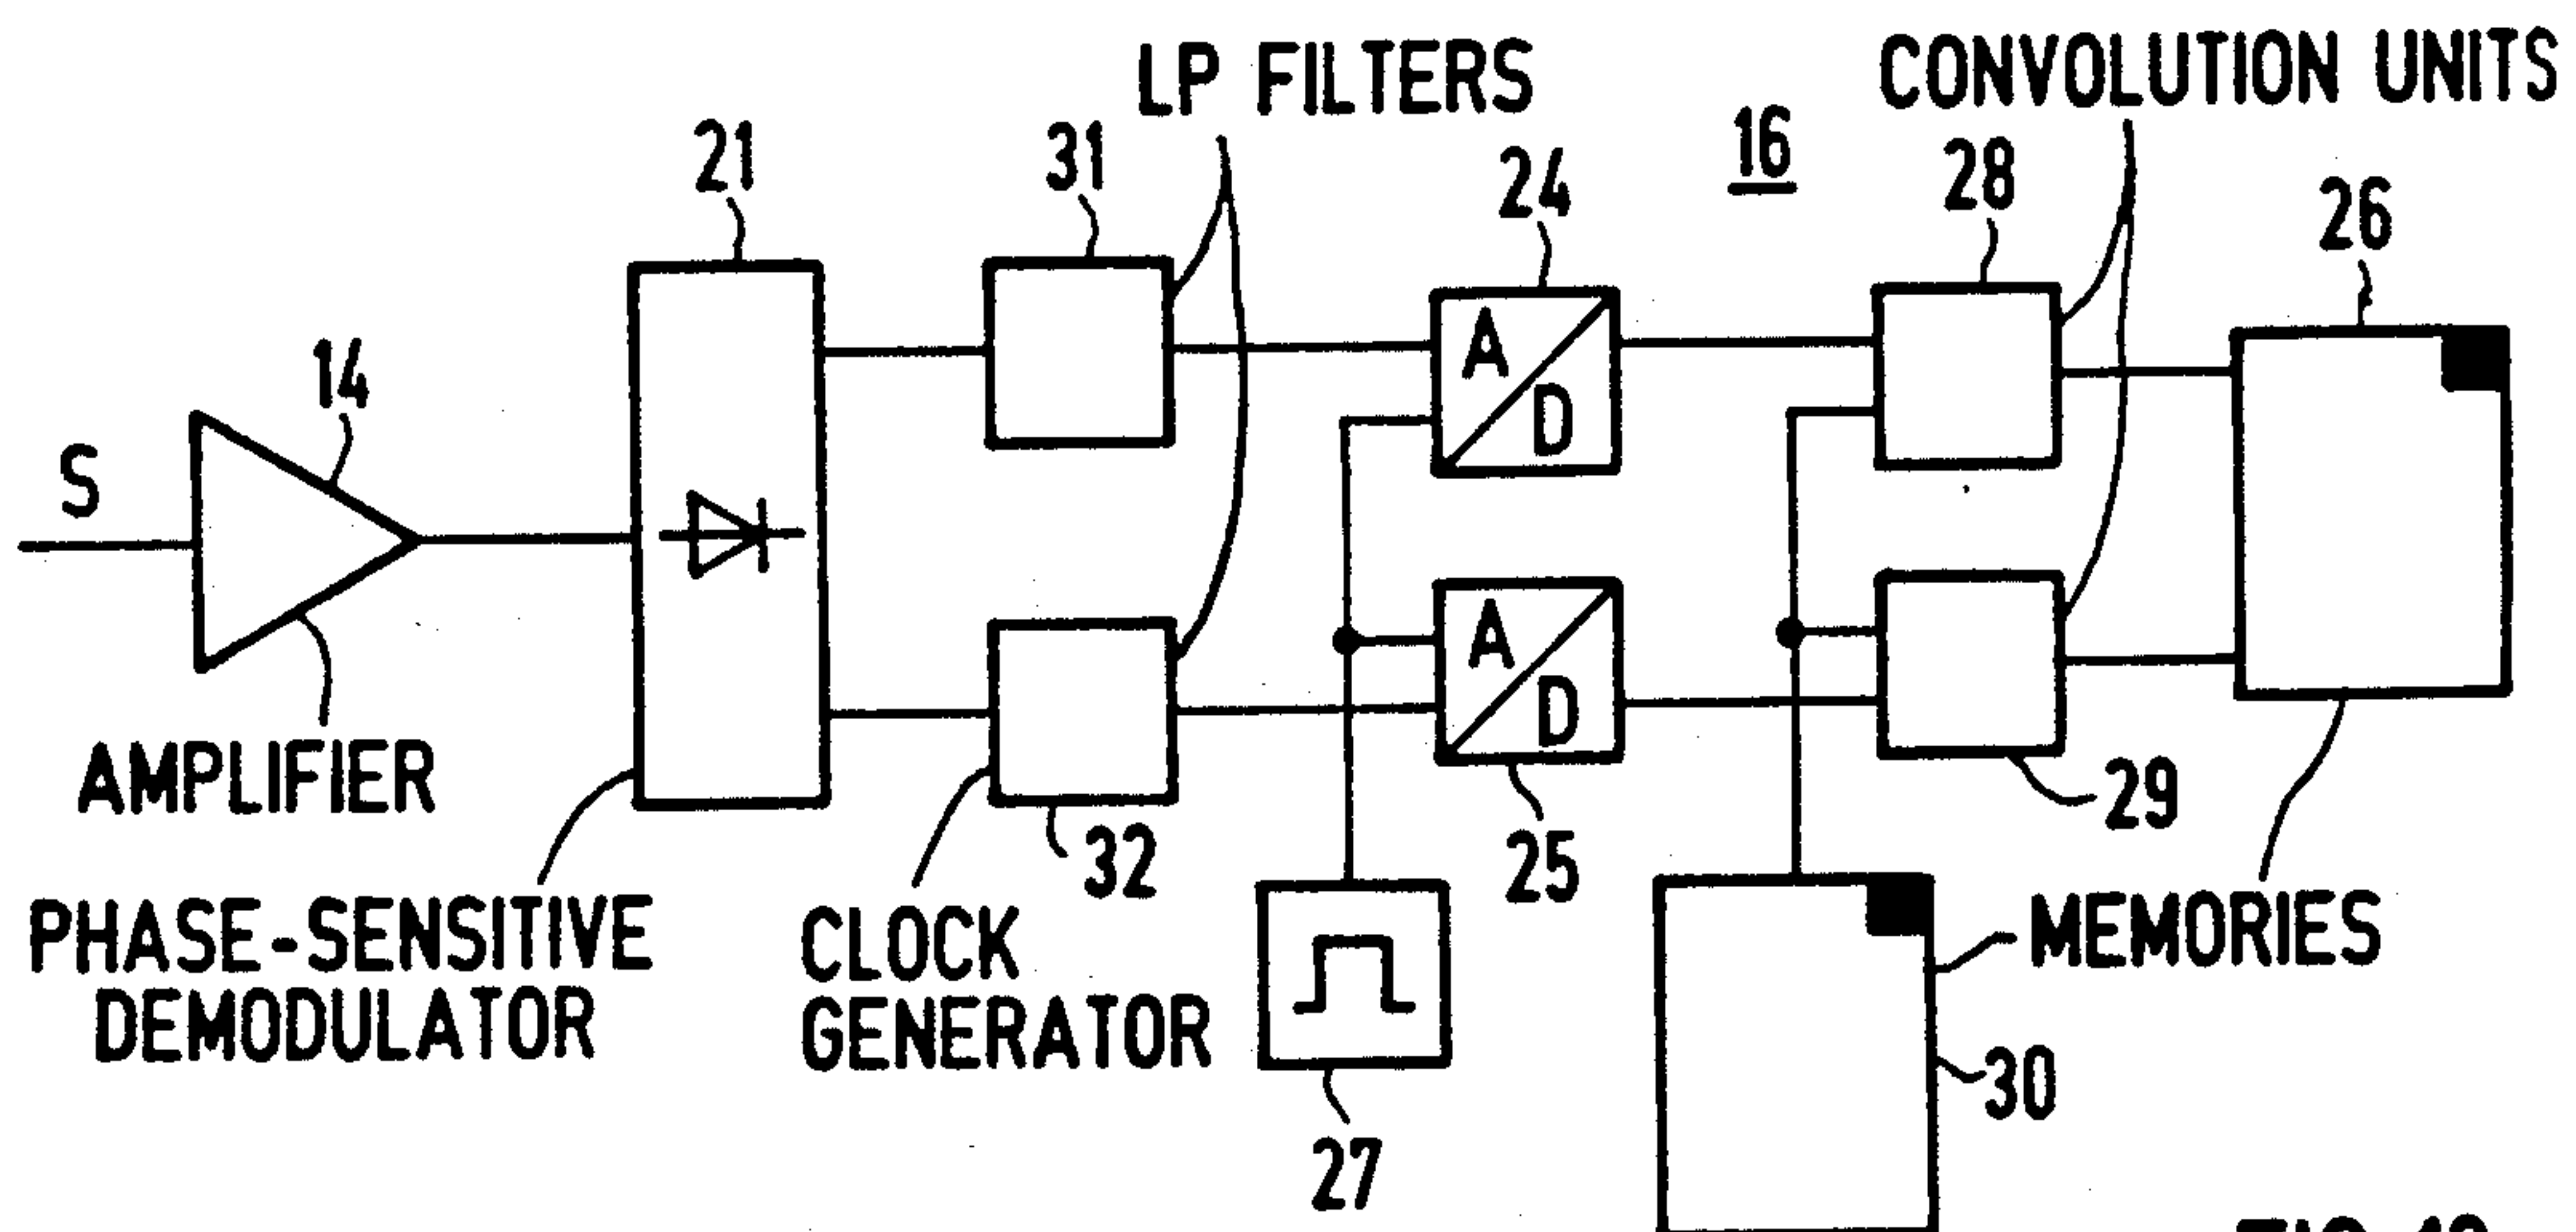 LP FILTERS
CONVOLUTION UNITS
21
31
24
16
28
26
14
S
A
D
A
D
AMPLIFIER
32
25
29
PHASE-SENSITIVE
DEMODULATOR
CLOCK
GENERATOR
MEMORIES
27
30